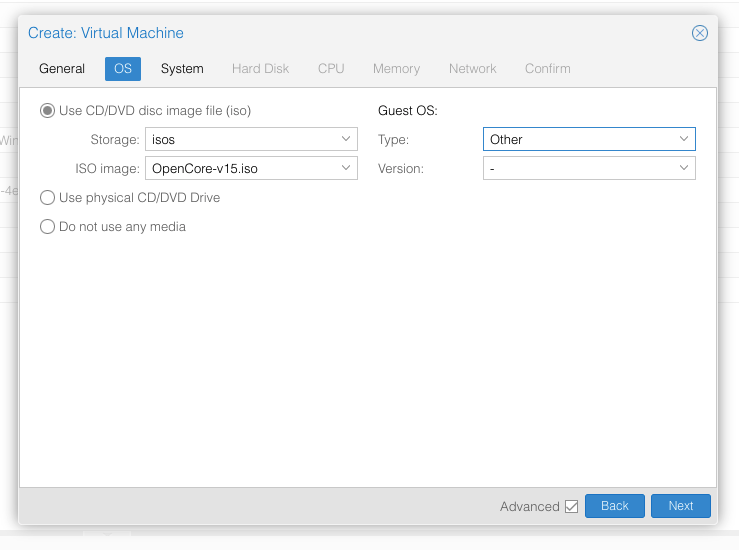 Create: Virtual Machine
General OS System Hard Disk CPU Memory Network Confirm
Use CD/DVD disc image file (iso) Guest OS:
Storage: isos Type: Other
ISO image: OpenCore-v15.iso Version: -
Use physical CD/DVD Drive
Do not use any media
Win
-4e
Advanced Back Next